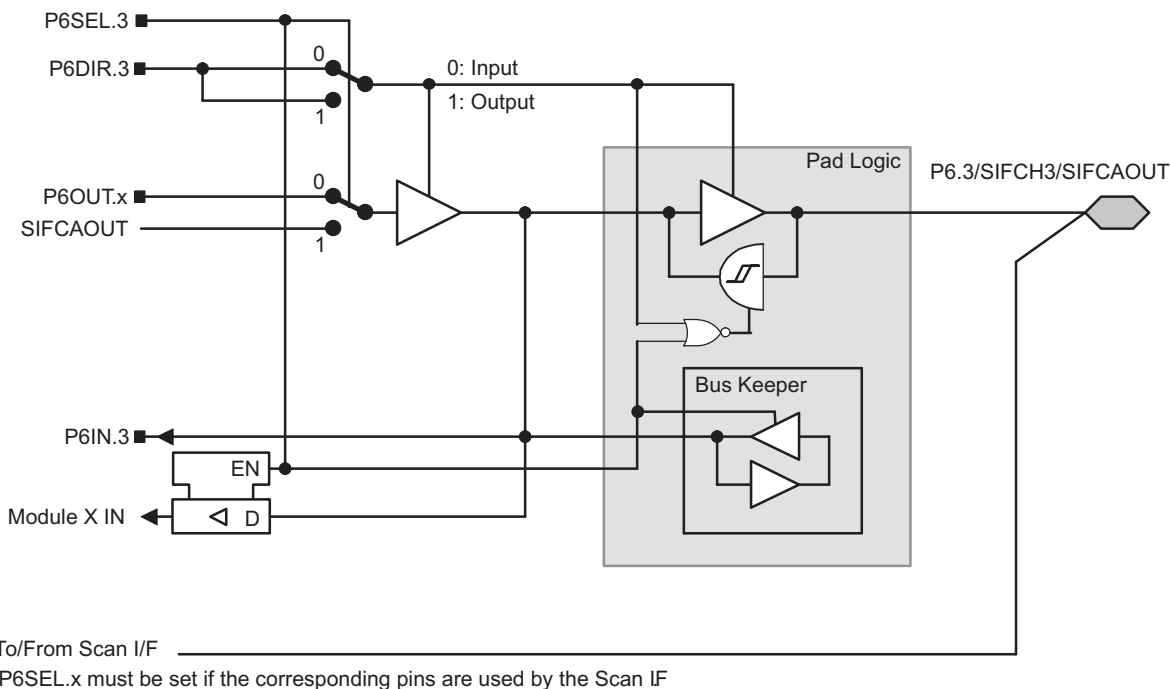 P6SEL.3
P6DIR.3
0
1
0: Input
1: Output
P6OUT.x
SIFCAOUT
0
1
Pad Logic
P6.3/SIFCH3/SIFCAOUT
Bus Keeper
P6IN.3
EN
Module X IN
D
To/From Scan I/F
P6SEL.x must be set if the corresponding pins are used by the Scan IF